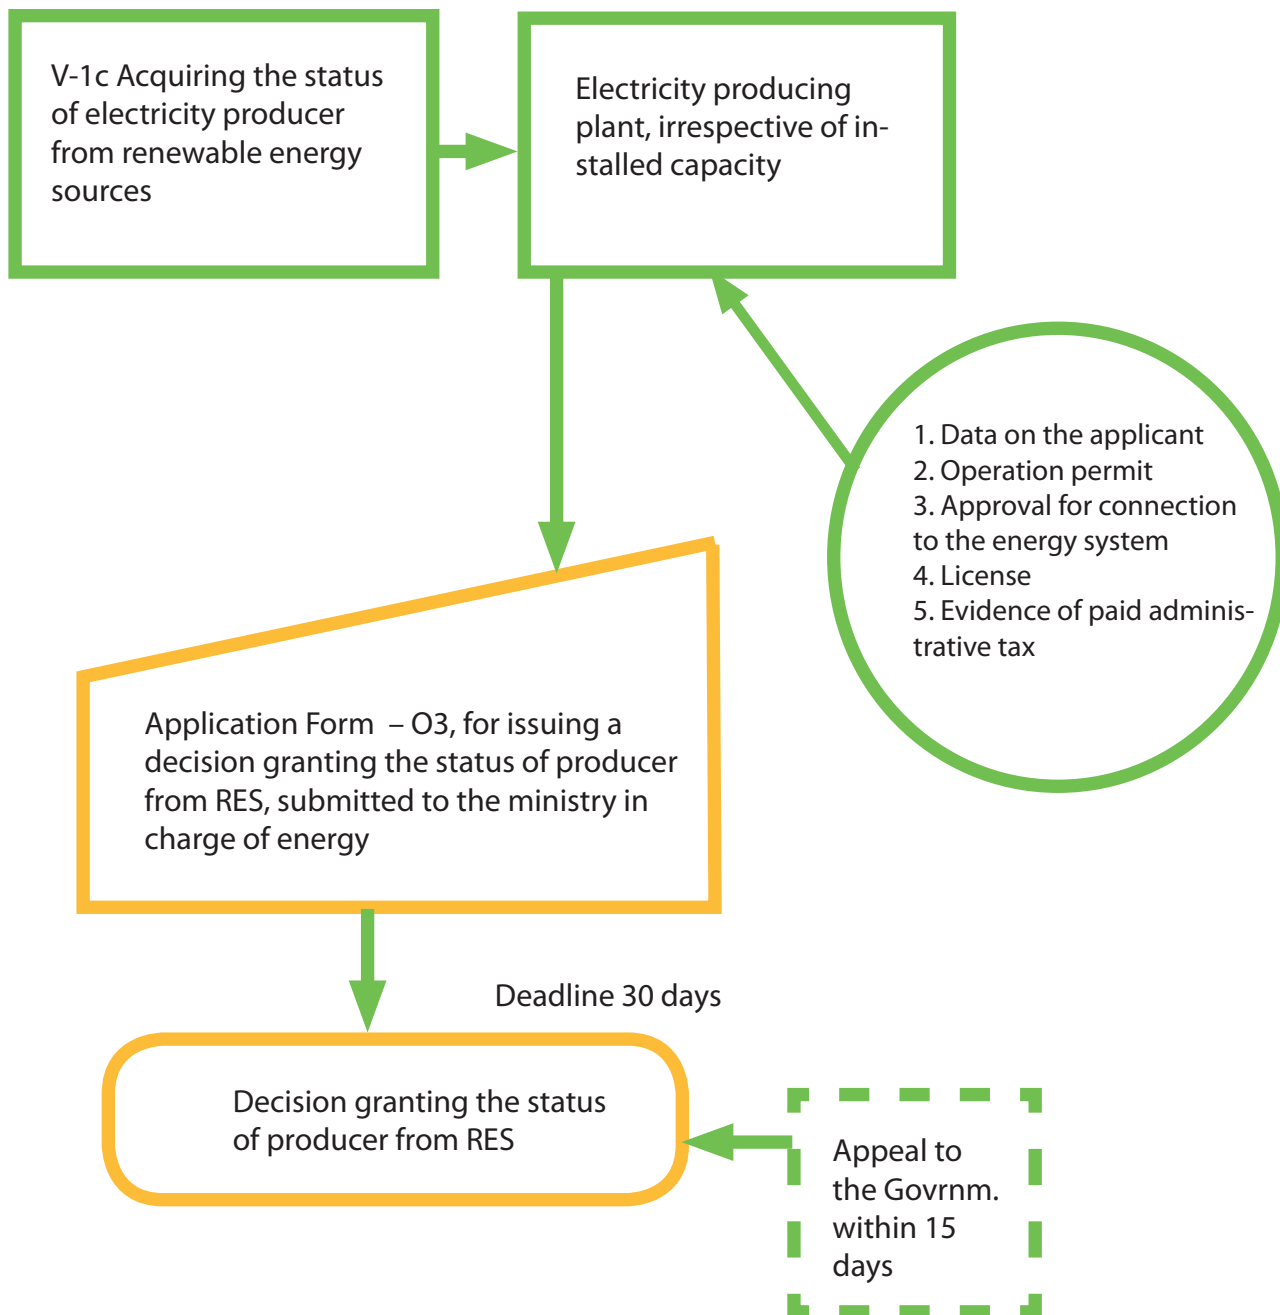 V-1c Acquiring the status
of electricity producer
from renewable energy
sources
Electricity producing
plant, irrespective of in-
stalled capacity
1. Data on the applicant
2. Operation permit
3. Approval for connection
to the energy system
4. License
5. Evidence of paid adminis-
trative tax
Application Form  – O3, for issuing a
decision granting the status of producer
from RES, submitted to the ministry in
charge of energy
Deadline 30 days
Decision granting the status
of producer from RES
Appeal to
the Govrnm.
within 15
days